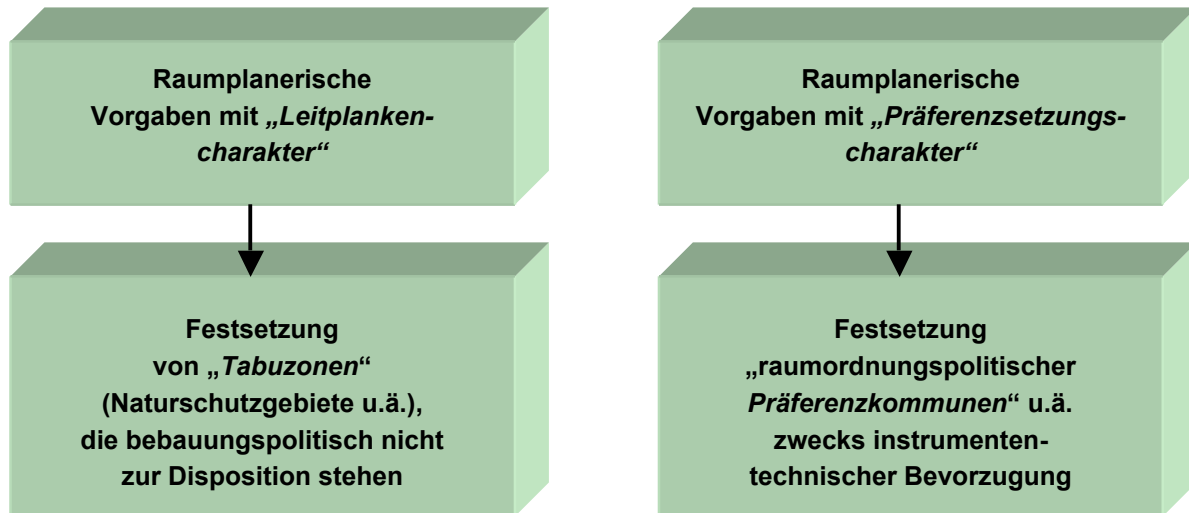 Raumplanerische
Vorgaben mit „Leitplanken-
charakter“
Festsetzung
von „Tabuzonen“
(Naturschutzgebiete u.ä.),
die bebauungspolitisch nicht
zur Disposition stehen
Raumplanerische
Vorgaben mit „Präferenzsetzungs-
charakter“
Festsetzung
„raumordnungspolitischer
Präferenzkommunen“ u.ä.
zwecks instrumenten-
technischer Bevorzugung